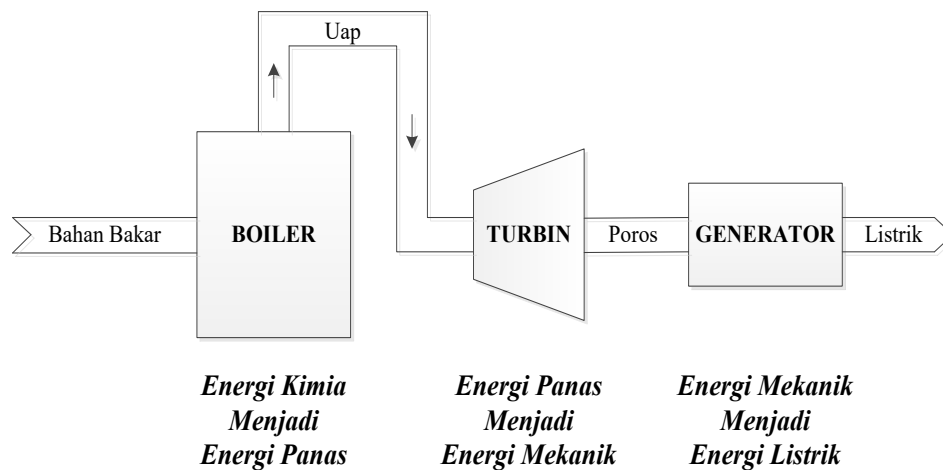 Uap
Bahan Bakar
BOILER
TURBIN
Poros
GENERATOR
Listrik
Energi Kimia
Menjadi
Energi Panas
Energi Panas
Menjadi
Energi Mekanik
Energi Mekanik
Menjadi
Energi Listrik